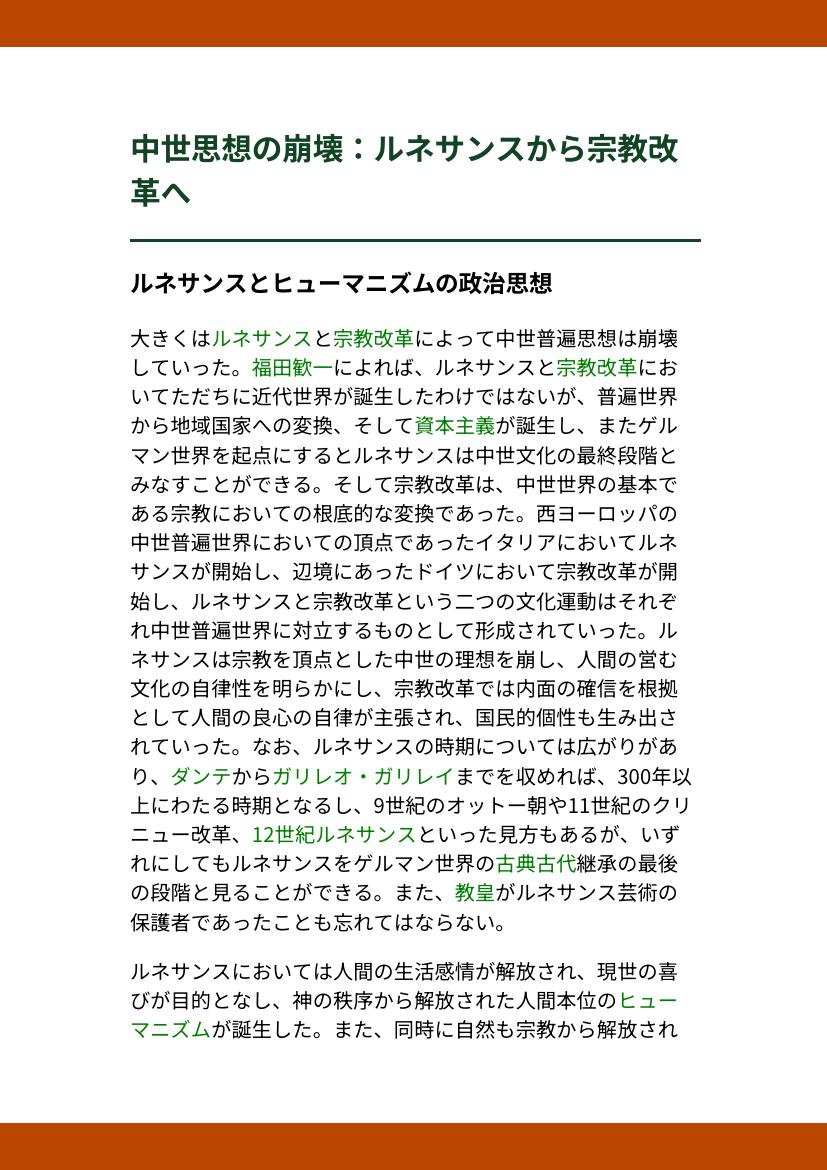 中世思想の崩壊：ルネサンスから宗教改
革へ
ルネサンスとヒューマニズムの政治思想
大きくはルネサンスと宗教改革によって中世普遍思想は崩壊
していった。福田歓一によれば、ルネサンスと宗教改革にお
いてただちに近代世界が誕生したわけではないが、普遍世界
から地域国家への変換、そして資本主義が誕生し、またゲル
マン世界を起点にするとルネサンスは中世文化の最終段階と
みなすことができる。そして宗教改革は、中世世界の基本で
ある宗教においての根底的な変換であった。西ヨーロッパの
中世普遍世界においての頂点であったイタリアにおいてルネ
サンスが開始し、辺境にあったドイツにおいて宗教改革が開
始し、ルネサンスと宗教改革という二つの文化運動はそれぞ
れ中世普遍世界に対立するものとして形成されていった。ル
ネサンスは宗教を頂点とした中世の理想を崩し、人間の営む
文化の自律性を明らかにし、宗教改革では内面の確信を根拠
として人間の良心の自律が主張され、国民的個性も生み出さ
れていった。なお、ルネサンスの時期については広がりがあ
り、ダンテからガリレオ・ガリレイまでを収めれば、300年以
上にわたる時期となるし、9世紀のオットー朝や11世紀のクリ
ニュー改革、12世紀ルネサンスといった見方もあるが、いず
れにしてもルネサンスをゲルマン世界の古典古代継承の最後
の段階と見ることができる。また、教皇がルネサンス芸術の
保護者であったことも忘れてはならない。
ルネサンスにおいては人間の生活感情が解放され、現世の喜
びが目的となし、神の秩序から解放された人間本位のヒュー
マニズムが誕生した。また、同時に自然も宗教から解放され